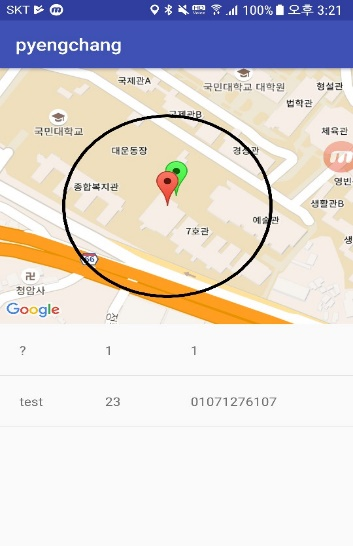 SKT 100% 오후 3:21
pyengchang
국제관A
국민대학교 대학원
형설관
법학관
국민대학교
국제관B
체육관
대운동장
경상관
종합복지관
생활관B
예술관
7호관
66
청암사
Google
? 1 1
test 23 01071276107